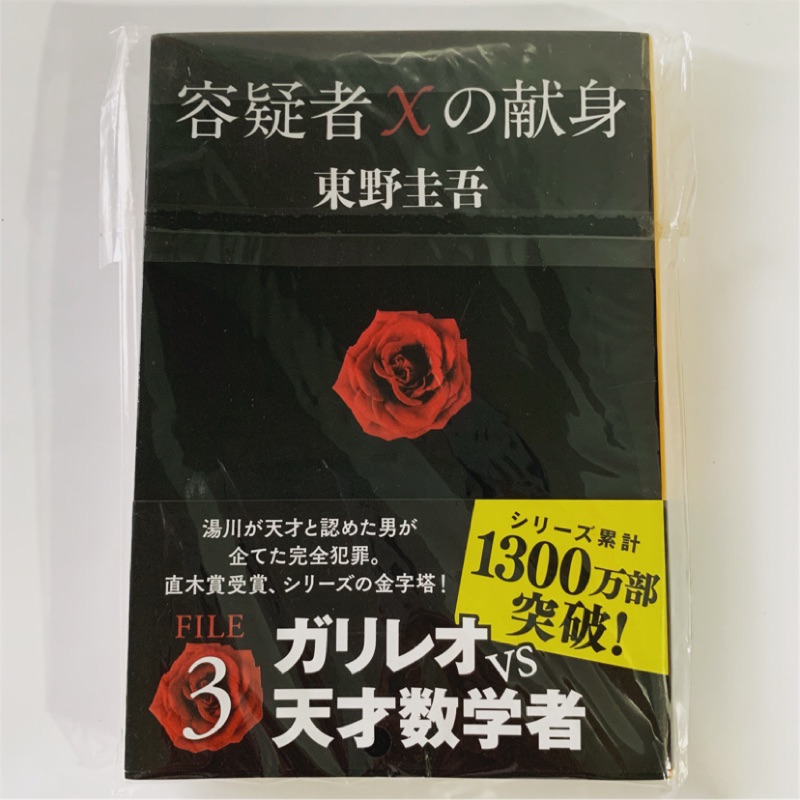 容疑者Xの献身
東野圭吾
湯川が天才と認めた男が
企てた完全犯罪。
直木賞受賞、シリーズの金字塔!
シリーズ累計
1300万部
突破!
FILE
3
ガリレオvs
天才数学者